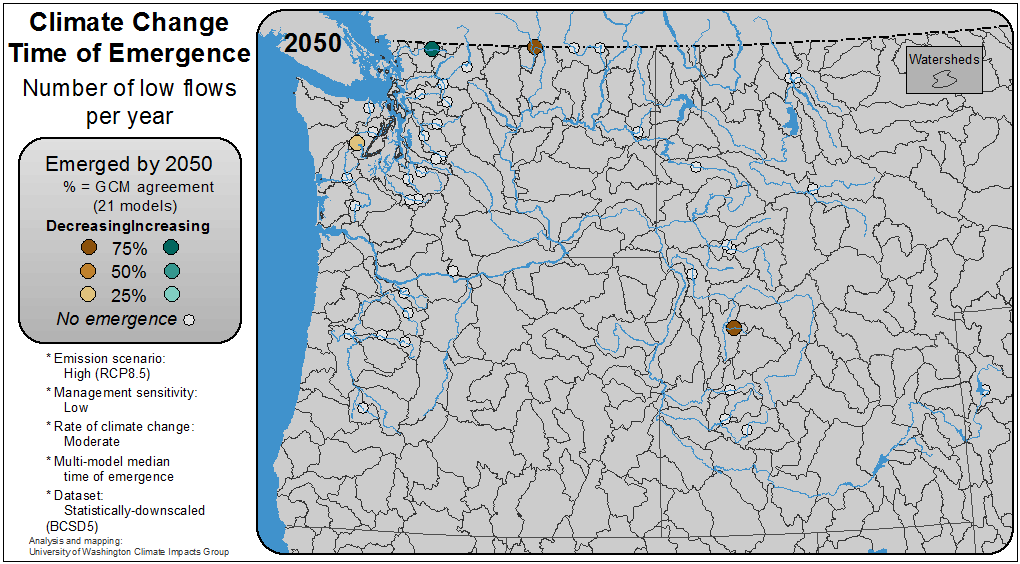 Climate Change
Time of Emergence
Number of low flows
per year
Emerged by 2050
% = GCM agreement
(21 models)
DecreasingIncreasing
75%
50%
25%
No emergence
* Emission scenario:
High (RCP8.5)
* Management sensitivity:
Low
* Rate of climate change:
Moderate
* Multi-model median
time of emergence
* Dataset:
Statistically-downscaled
(BCSD5)
Analysis and mapping:
University of Washington Climate Impacts Group
2050
Watersheds